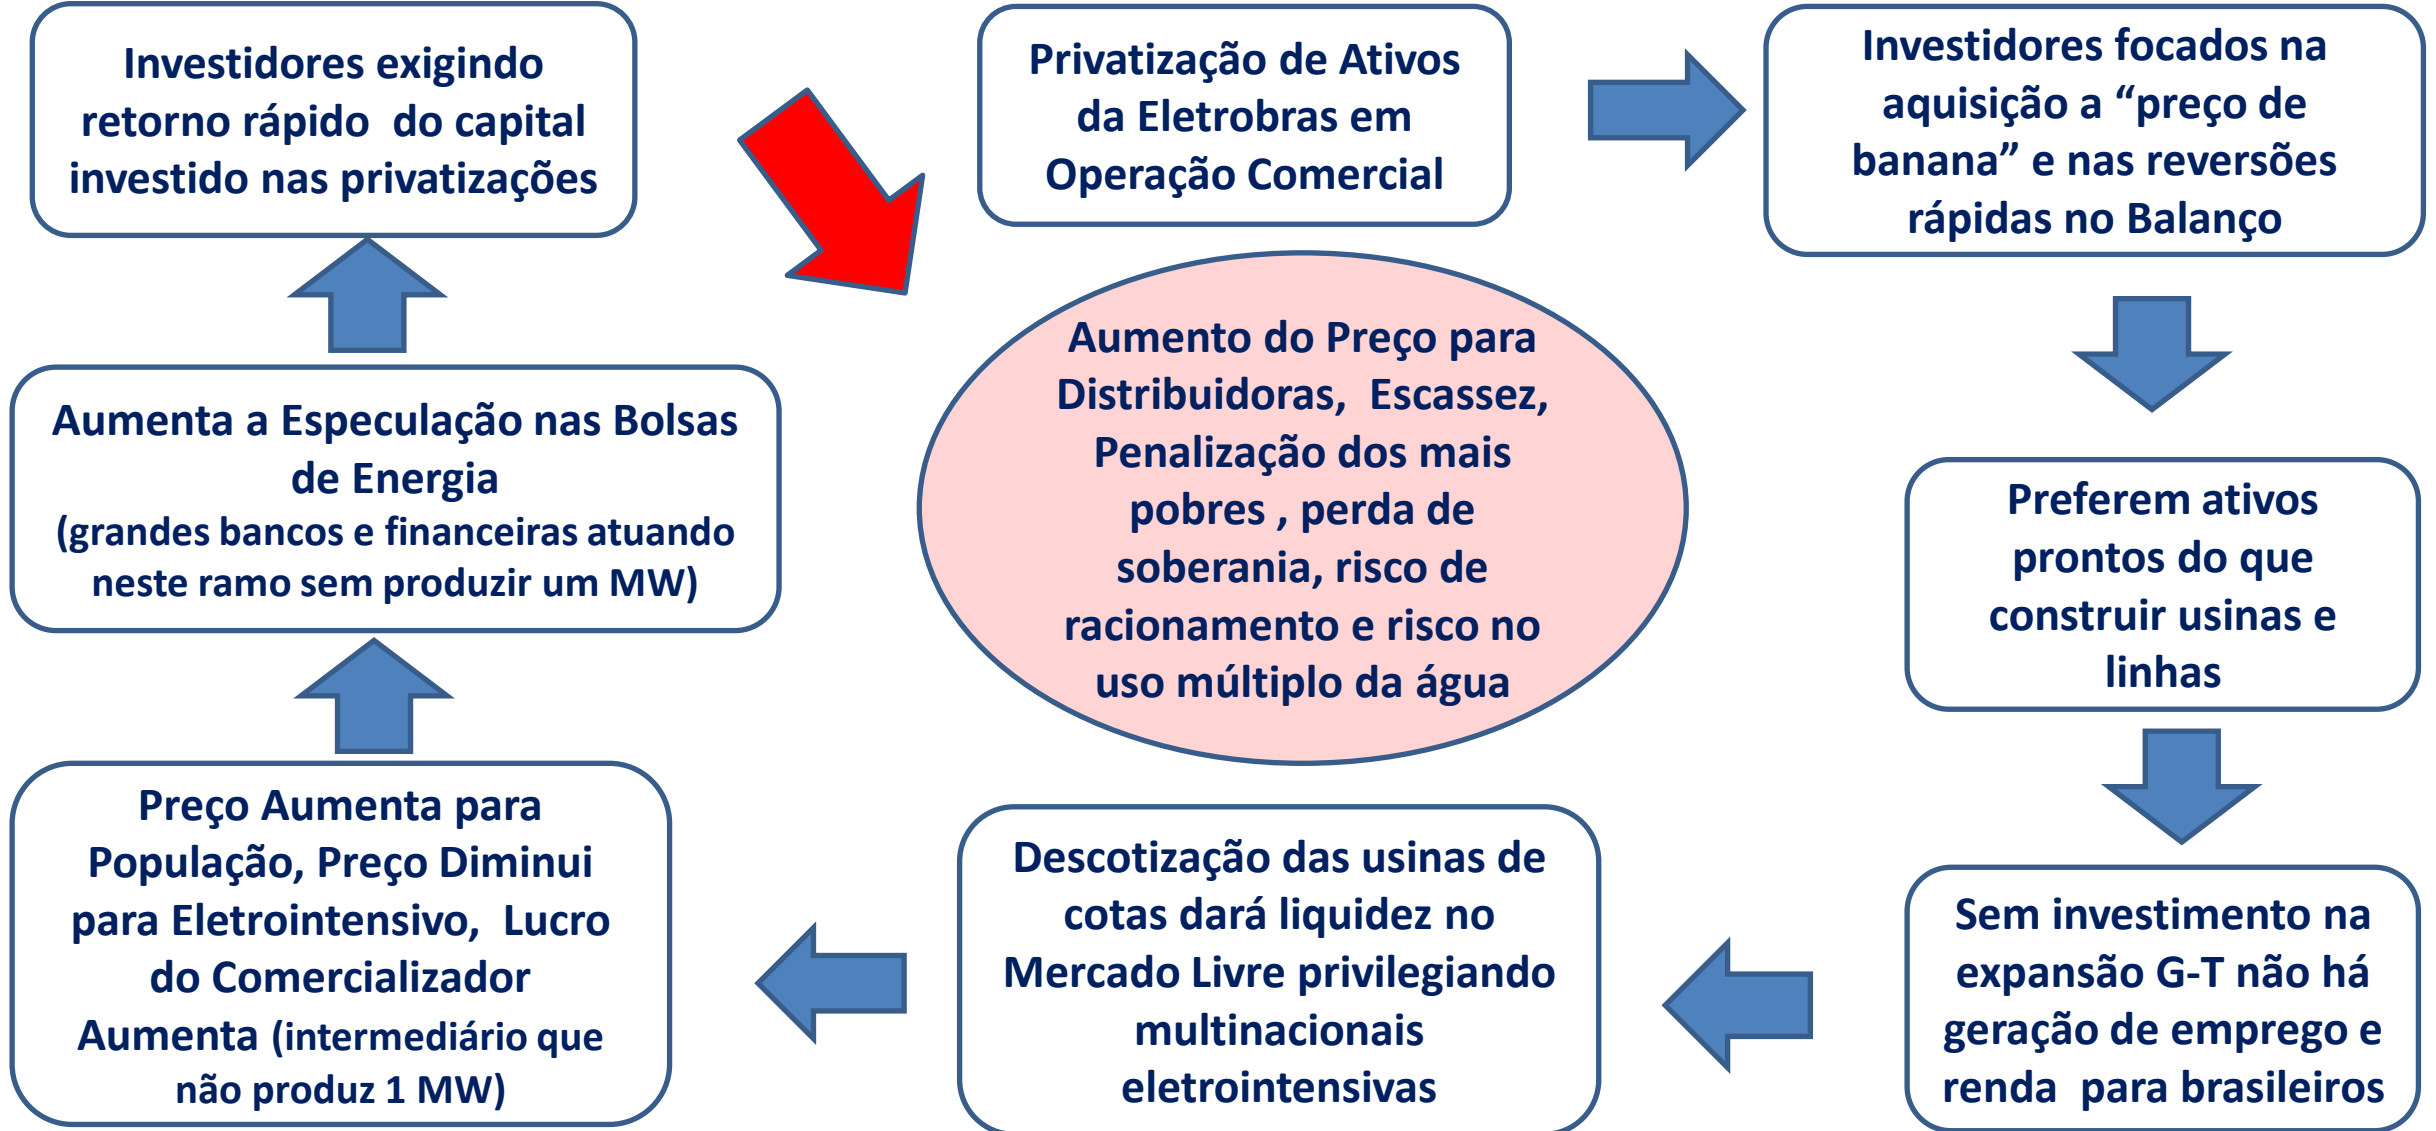 Investidores exigindo
retorno rápido  do capital
investido nas privatizações
Privatização de Ativos
da Eletrobras em
Operação Comercial
Investidores focados na
aquisição a “preço de
banana” e nas reversões
rápidas no Balanço
Preferem ativos
prontos do que
construir usinas e
linhas
Sem investimento na
expansão G-T não há
geração de emprego e
renda  para brasileiros
Descotização das usinas de
cotas dará liquidez no
Mercado Livre privilegiando
multinacionais
eletrointensivas
Preço Aumenta para
População, Preço Diminui
para Eletrointensivo,  Lucro
do Comercializador
Aumenta (intermediário que
não produz 1 MW)
Aumenta a Especulação nas Bolsas
de Energia
(grandes bancos e financeiras atuando
neste ramo sem produzir um MW)
Aumento do Preço para
Distribuidoras,  Escassez,
Penalização dos mais
pobres , perda de
soberania, risco de
racionamento e risco no
uso múltiplo da água